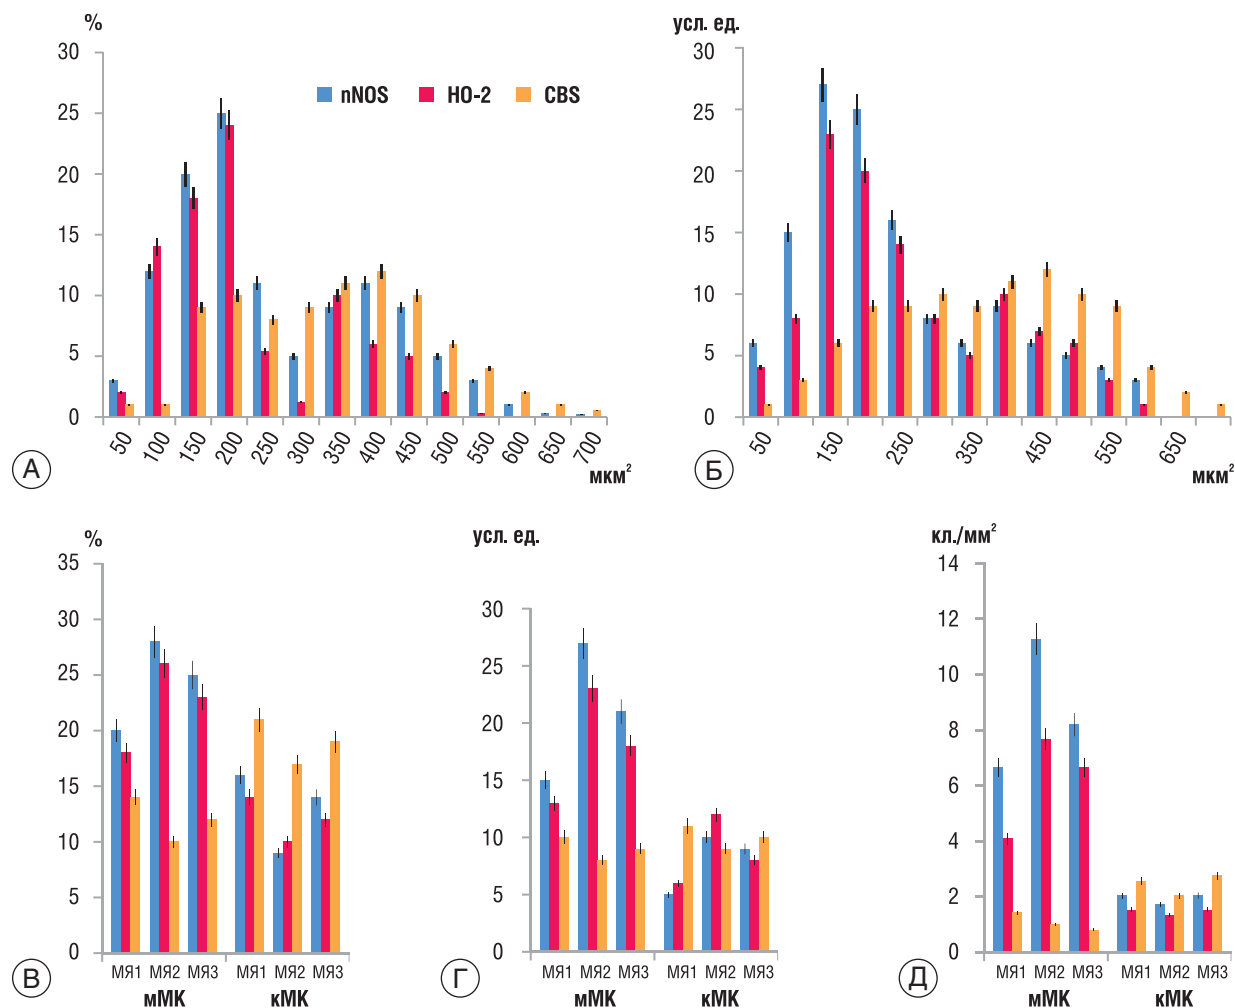 %
30
25
20
15
10
5
0
nNOS HO-2 CBS
50 100 150 200 250 300 350 400 450 500 550 600 650 700
мкм²
А
усл. ед.
30
25
20
15
10
5
0
50 150 250 350 450 550 650
мкм²
Б
%
35
30
25
20
15
10
5
0
МЯ1 МЯ2 МЯ3 МЯ1 МЯ2 МЯ3
мМК кМК
В
усл. ед.
30
25
20
15
10
5
0
МЯ1 МЯ2 МЯ3 МЯ1 МЯ2 МЯ3
мМК кМК
Г
кл./мм²
14
12
10
8
6
4
2
0
МЯ1 МЯ2 МЯ3 МЯ1 МЯ2 МЯ3
мМК кМК
Д